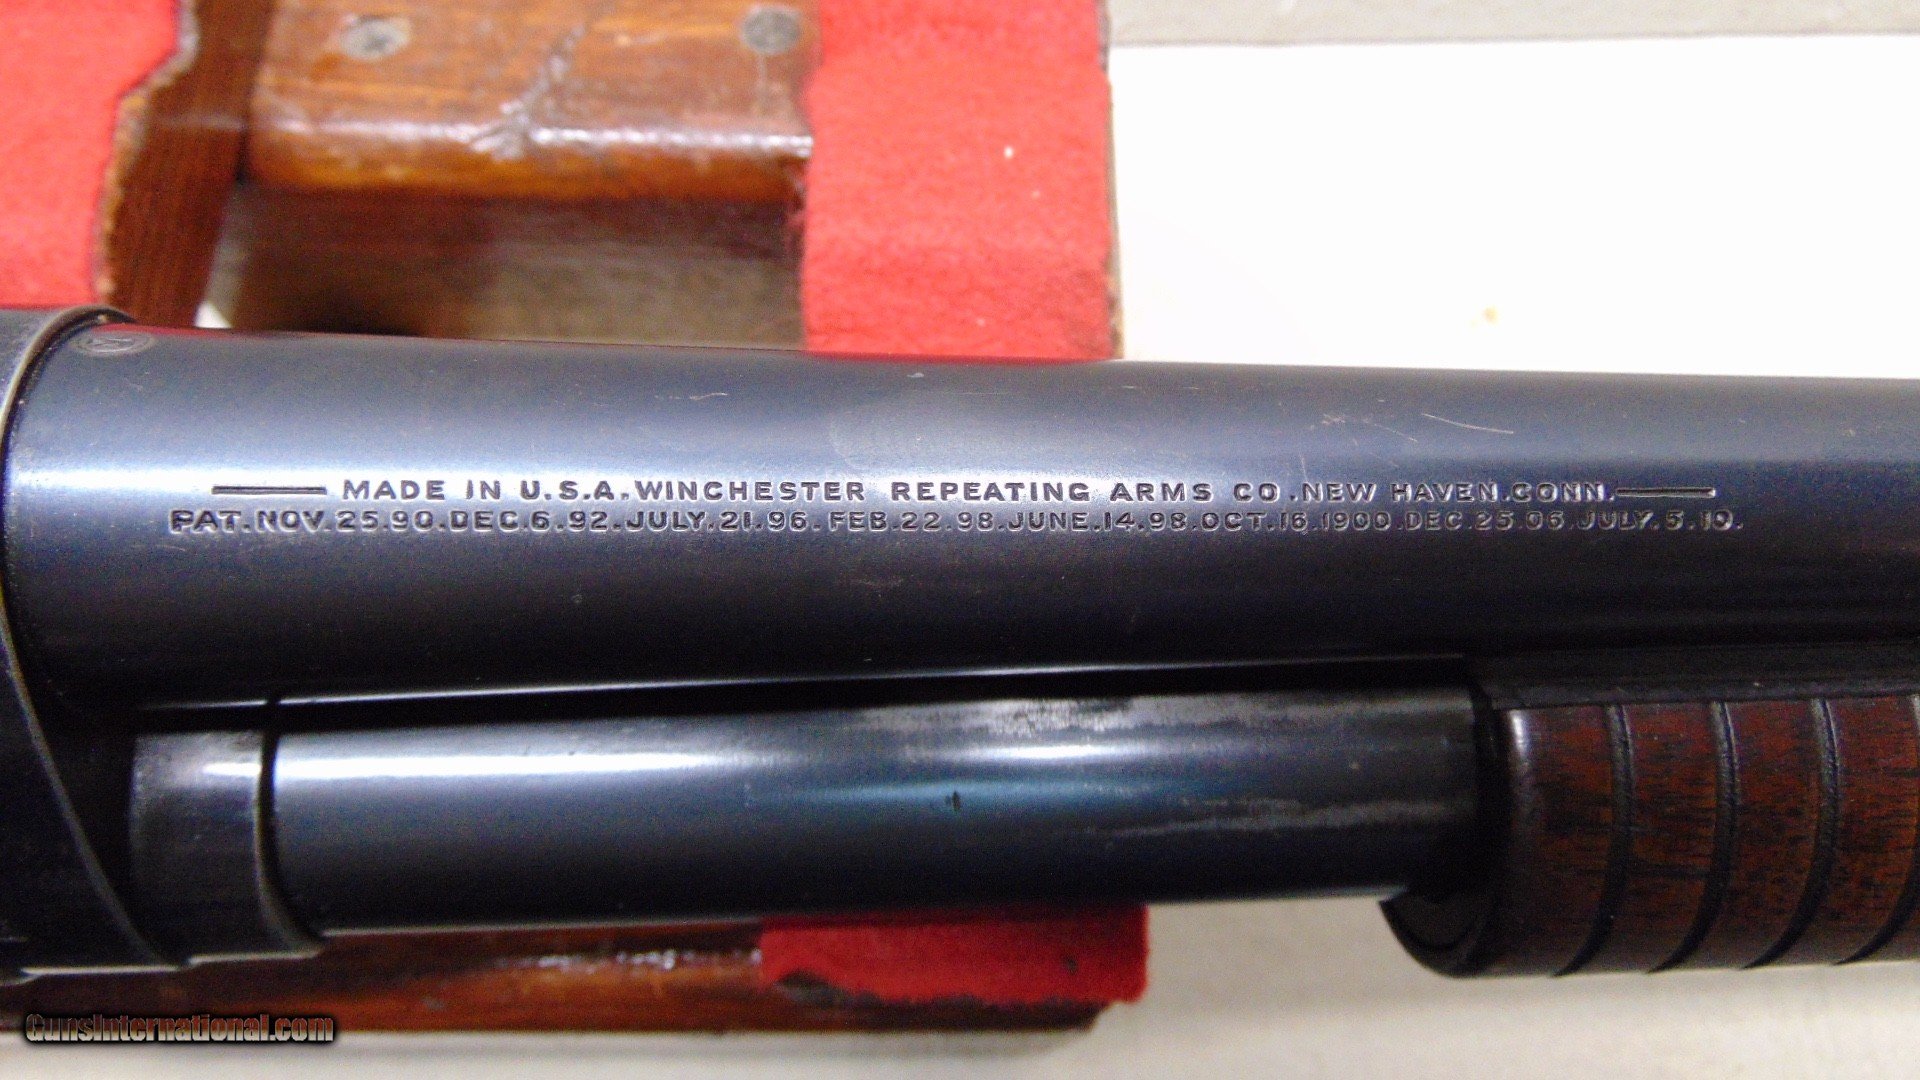 MADE IN U.S.A. WINCHESTER REPEATING ARMS CO. NEW HAVEN. CONN.
PAT. NOV. 25. 90. DEC. 6. 92. JULY. 21. 96. FEB. 22. 98. JUNE. 14. 98. OCT. 16. 1900. DEC. 25 06. JULY. 5. 10.
GunsInternational.com